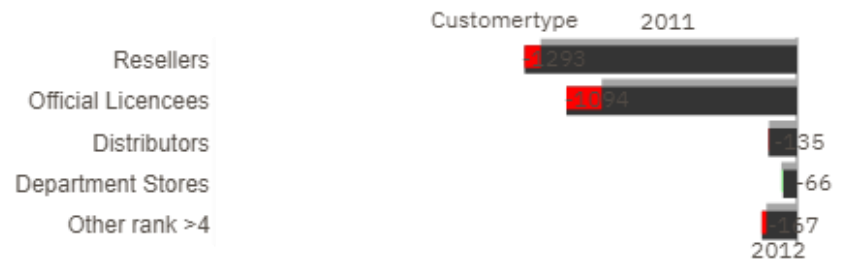 Customertype 2011
Resellers -1293
Official Licencees -1094
Distributors -135
Department Stores -66
Other rank >4 -167
2012